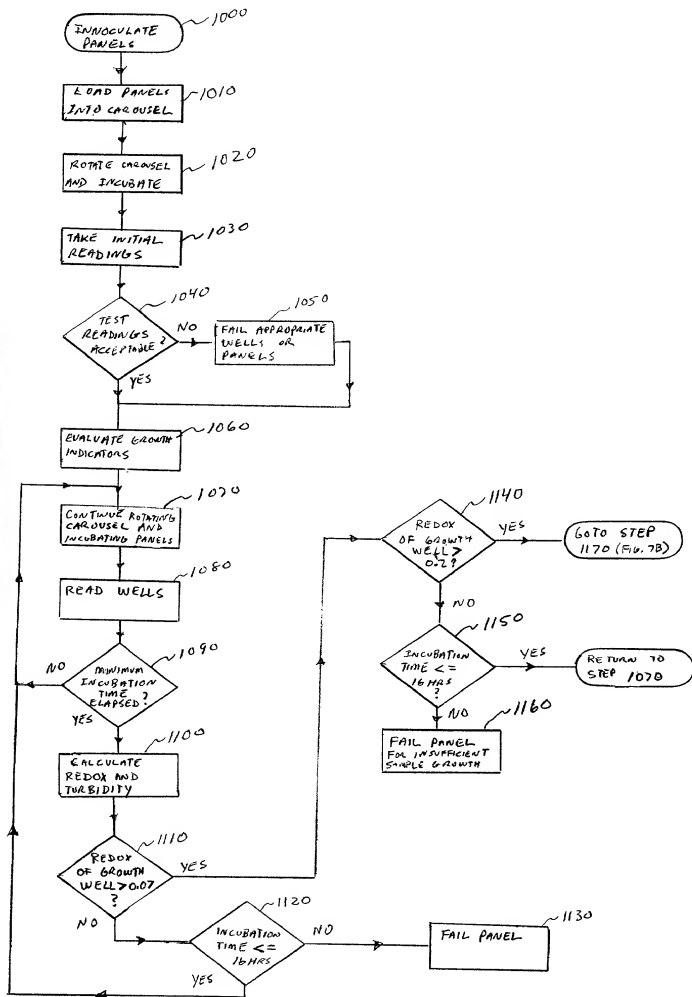 INNOCULATE
PANELS
1000
LOAD PANELS
INTO CAROUSEL
1010
ROTATE CAROUSEL
AND INCUBATE
1020
TAKE INITIAL
READINGS
1030
1040
TEST
READINGS
ACCEPTABLE?
NO
YES
1050
FAIL APPROPRIATE
WELLS OR
PANELS
EVALUATE GROWTH
INDICATORS
1060
CONTINUE ROTATING
CAROUSEL AND
INCUBATING PANELS
1070
READ WELLS
1080
1090
MINIMUM
INCUBATION
TIME
ELAPSED?
NO
YES
CALCULATE
REDOX AND
TURBIDITY
1100
1110
REDOX
OF GROWTH
WELL > 0.07
?
YES
NO
1120
INCUBATION
TIME <=
16 HRS
NO
YES
1130
FAIL PANEL
1140
REDOX
OF GROWTH
WELL >
0.2?
YES
NO
GOTO STEP
1170 (FIG. 7B)
1150
INCUBATION
TIME <=
16 HRS
?
YES
NO
RETURN TO
STEP 1070
1160
FAIL PANEL
FOR INSUFFICIENT
SAMPLE GROWTH